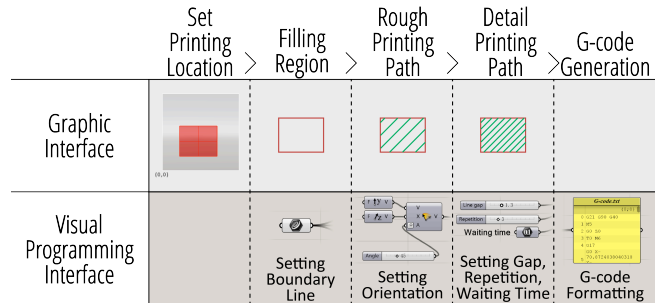 Set
Printing
Location
Filling
Region
Rough
Printing
Path
Detail
Printing
Path
G-code
Generation
Graphic
Interface
(0,0)
Visual
Programming
Interface
Setting
Boundary
Line
Angle
Setting
Orientation
Line gap
Repetition
Waiting time
Setting Gap,
Repetition,
Waiting Time
G-code.txt
{0;0}
G-code
Formatting